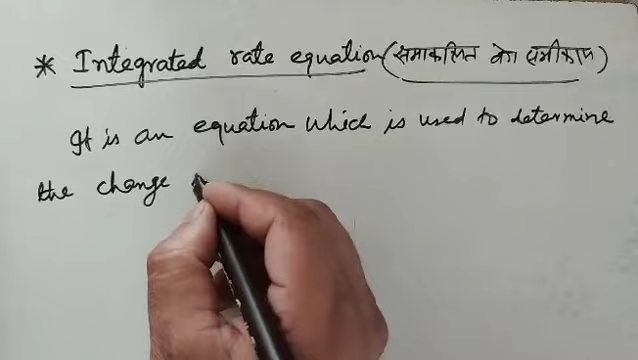 * Integrated rate equation (समाकलित वेग समीकरण)
It is an equation which is used to determine
the change